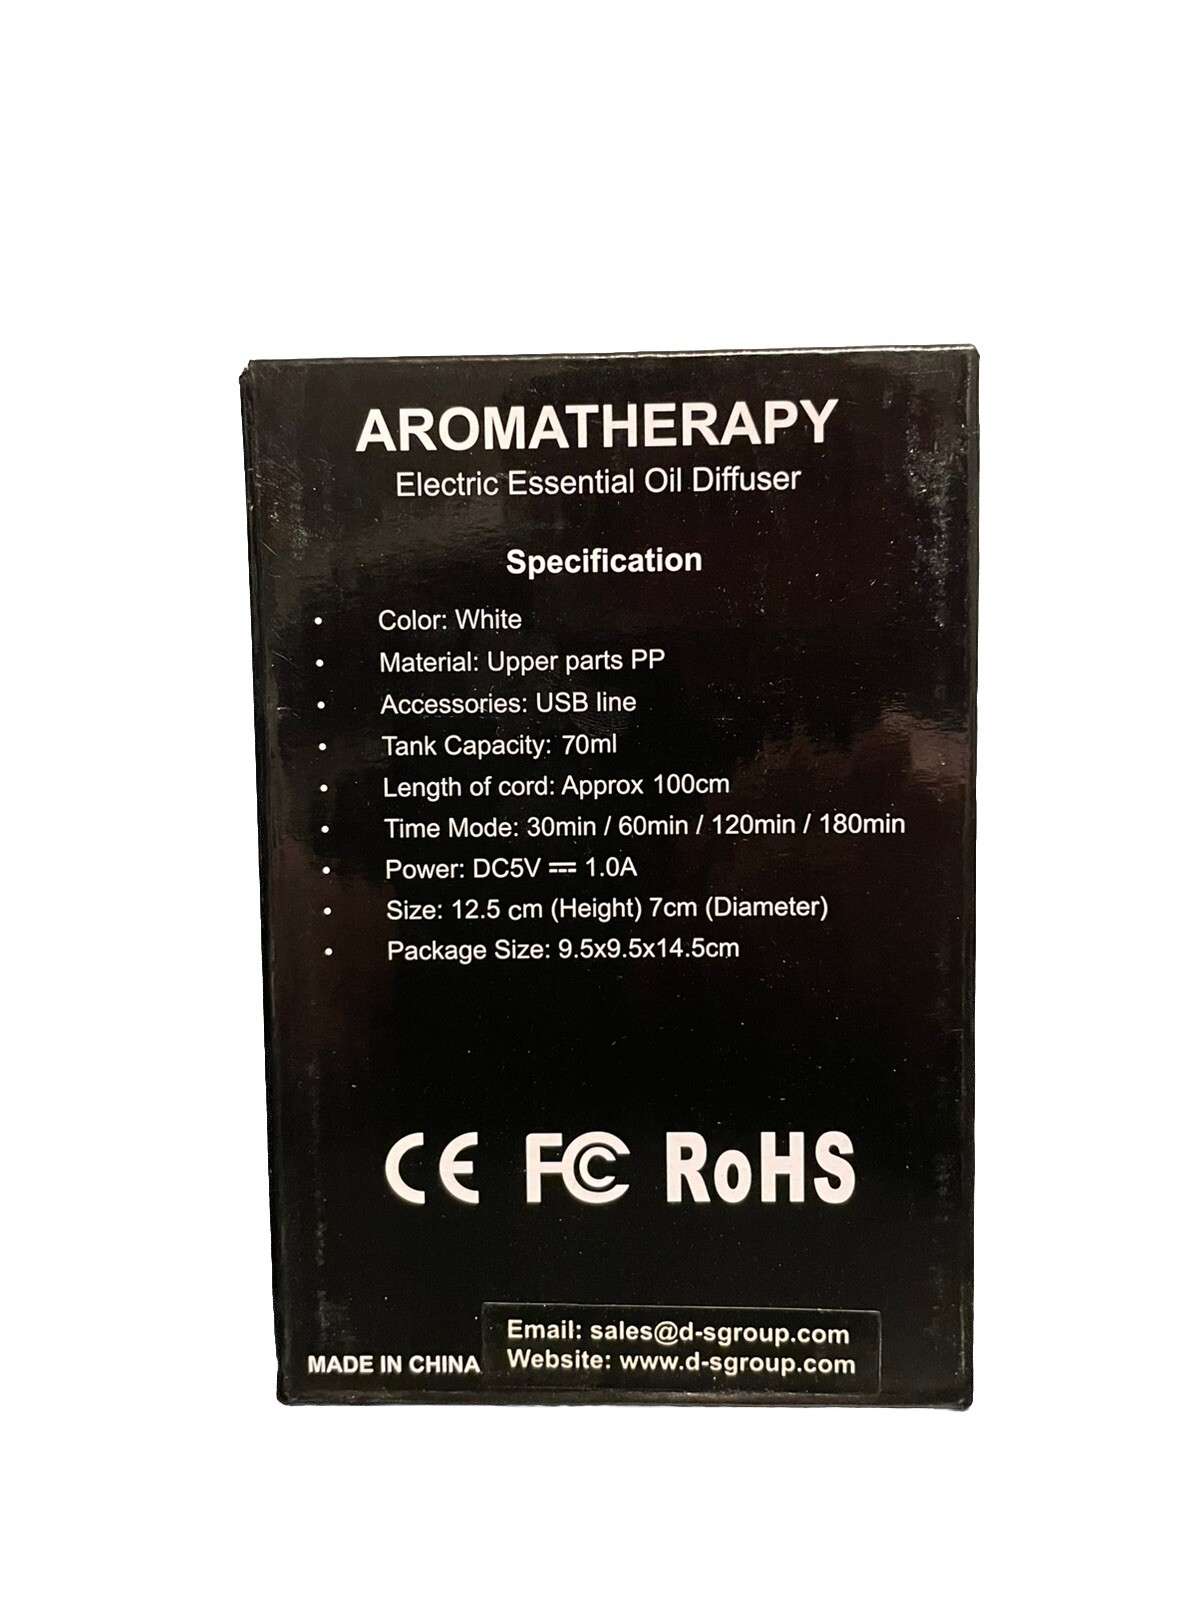 AROMATHERAPY
Electric Essential Oil Diffuser
Specification
• Color: White
• Material: Upper parts PP
• Accessories: USB line
• Tank Capacity: 70ml
• Length of cord: Approx 100cm
• Time Mode: 30min / 60min / 120min / 180min
• Power: DC5V ⎓ 1.0A
• Size: 12.5 cm (Height) 7cm (Diameter)
• Package Size: 9.5x9.5x14.5cm
CE FC RoHS
Email: sales@d-sgroup.com
MADE IN CHINA Website: www.d-sgroup.com